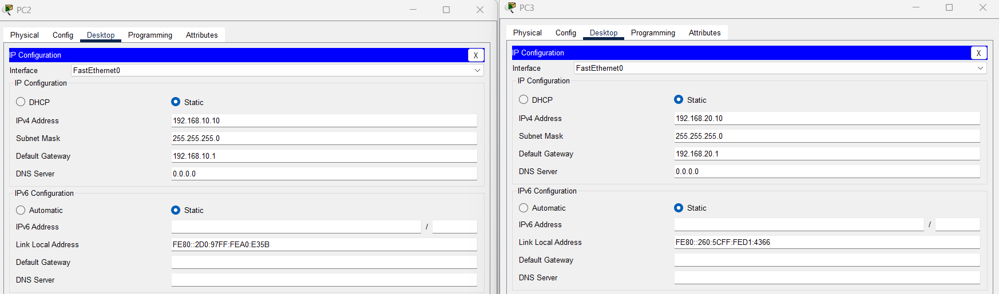 PC2
Physical Config Desktop Programming Attributes
IP Configuration X
Interface FastEthernet0
IP Configuration
DHCP Static
IPv4 Address 192.168.10.10
Subnet Mask 255.255.255.0
Default Gateway 192.168.10.1
DNS Server 0.0.0.0
IPv6 Configuration
Automatic Static
IPv6 Address /
Link Local Address FE80::2D0:97FF:FEA0:E35B
Default Gateway
DNS Server
PC3
Physical Config Desktop Programming Attributes
IP Configuration X
Interface FastEthernet0
IP Configuration
DHCP Static
IPv4 Address 192.168.20.10
Subnet Mask 255.255.255.0
Default Gateway 192.168.20.1
DNS Server 0.0.0.0
IPv6 Configuration
Automatic Static
IPv6 Address /
Link Local Address FE80::260:5CFF:FED1:4366
Default Gateway
DNS Server